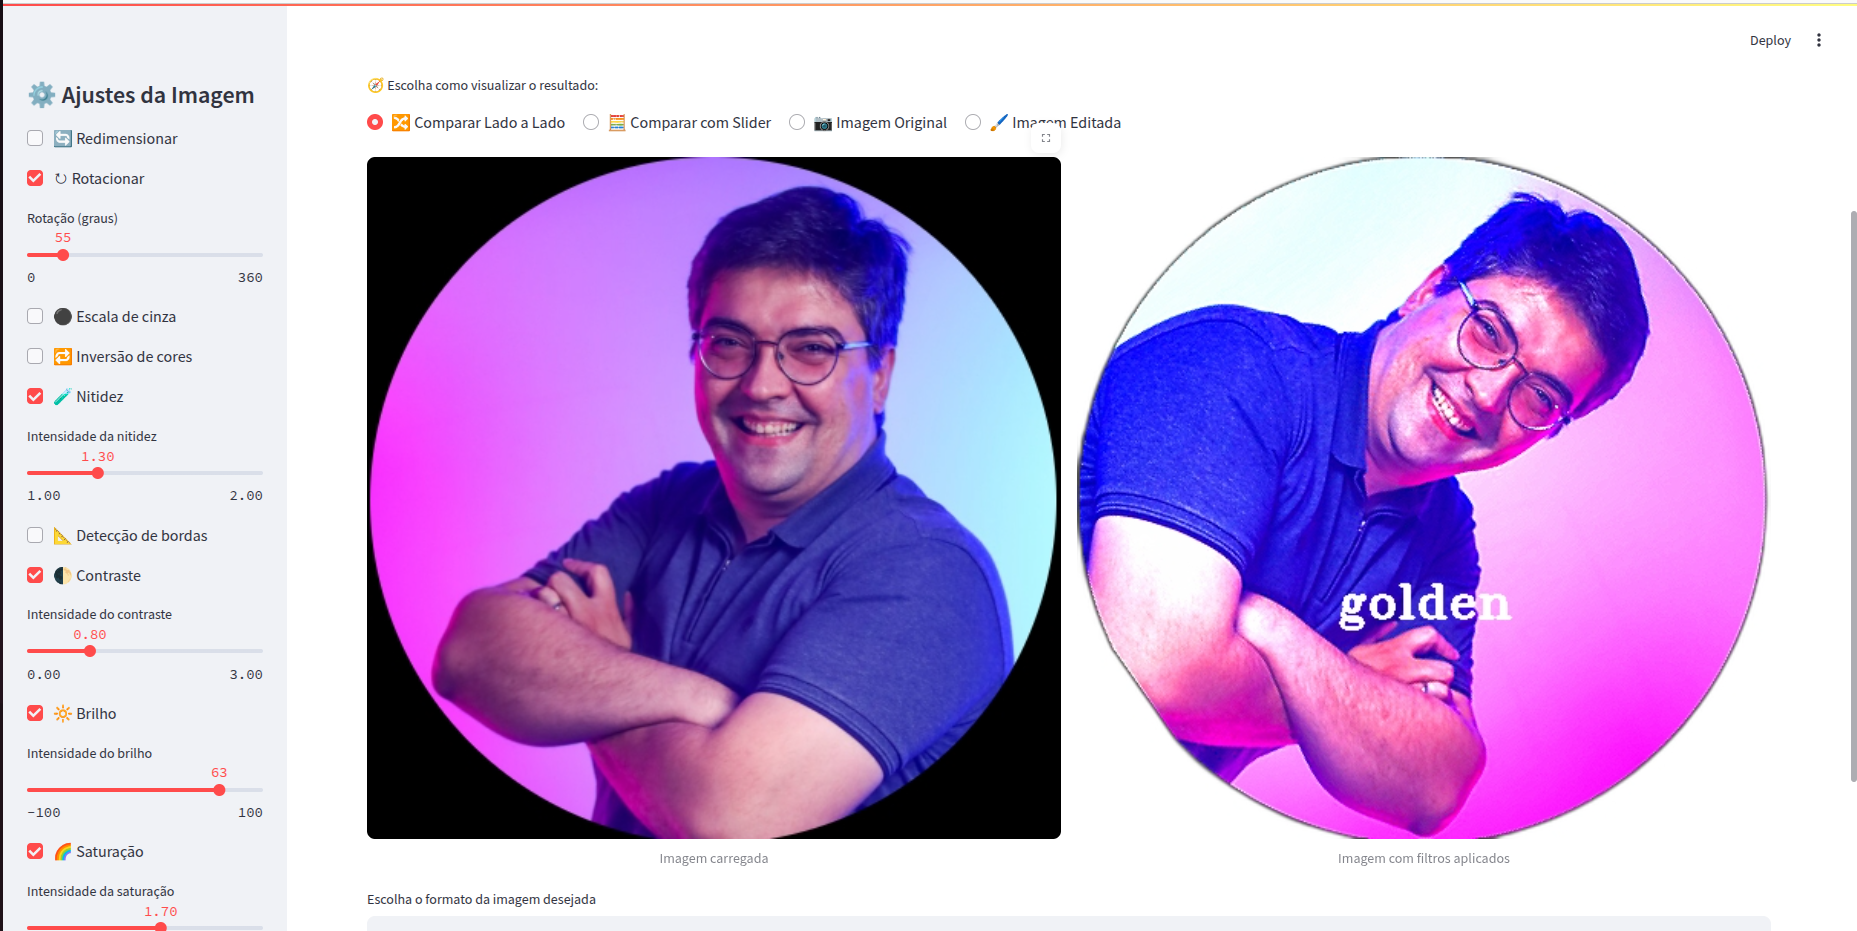 Deploy
⚙️ Ajustes da Imagem
🔄 Redimensionar
↻ Rotacionar
Rotação (graus)
55
0 360
⚫ Escala de cinza
🔁 Inversão de cores
🧪 Nitidez
Intensidade da nitidez
1.30
1.00 2.00
📐 Detecção de bordas
🌓 Contraste
Intensidade do contraste
0.80
0.00 3.00
🔆 Brilho
Intensidade do brilho
63
-100 100
🌈 Saturação
Intensidade da saturação
1.70
🧭 Escolha como visualizar o resultado:
🔀 Comparar Lado a Lado 🧮 Comparar com Slider 📷 Imagem Original 🖌️ Imagem Editada
golden
Imagem carregada
Imagem com filtros aplicados
Escolha o formato da imagem desejada